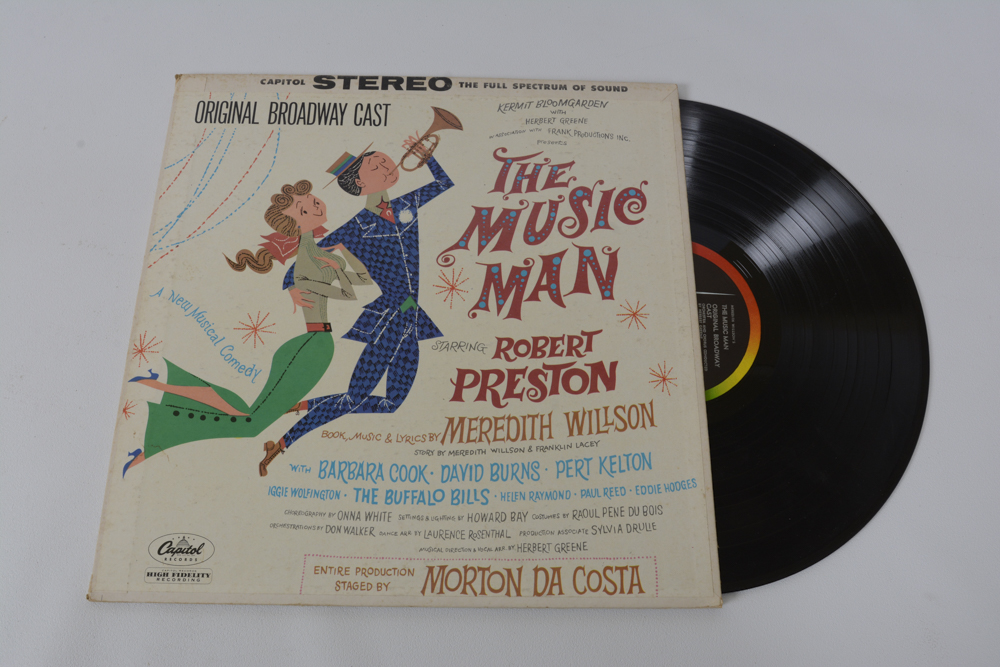 CAPITOL STEREO THE FULL SPECTRUM OF SOUND
ORIGINAL BROADWAY CAST
KERMIT BLOOMGARDEN
WITH
HERBERT GREENE
IN ASSOCIATION WITH FRANK PRODUCTIONS INC.
PRESENTS
THE
MUSIC
MAN
A New Musical Comedy
STARRING ROBERT
PRESTON
BOOK, MUSIC & LYRICS BY MEREDITH WILLSON
STORY BY MEREDITH WILLSON & FRANKLIN LACEY
WITH BARBARA COOK · DAVID BURNS · PERT KELTON
IGGIE WOLFINGTON · THE BUFFALO BILLS · HELEN RAYMOND · PAUL REED · EDDIE HODGES
CHOREOGRAPHY BY ONNA WHITE SETTINGS & LIGHTING BY HOWARD BAY COSTUMES BY RAOUL PENE DU BOIS
ORCHESTRATIONS BY DON WALKER DANCE ARR. BY LAURENCE ROSENTHAL PRODUCTION ASSOCIATE SYLVIA DRULIE
MUSICAL DIRECTION & VOCAL ARR. BY HERBERT GREENE
ENTIRE PRODUCTION
STAGED BY MORTON DA COSTA
Capitol
RECORDS
HIGH FIDELITY
RECORDING
MEREDITH WILLSON'S
THE MUSIC MAN
ORIGINAL BROADWAY
CAST